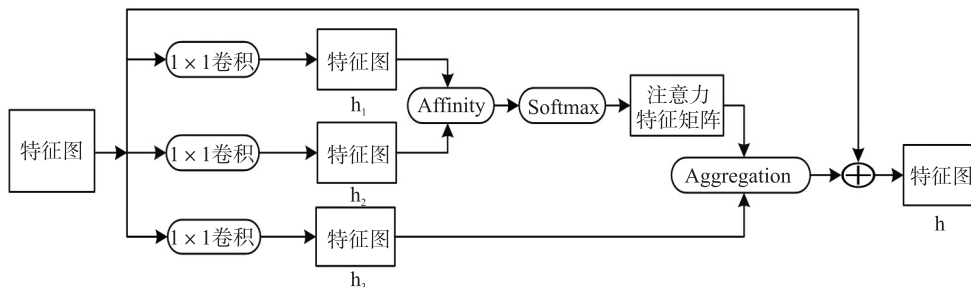 特征图
1×1卷积
特征图
h₁
1×1卷积
特征图
h₂
1×1卷积
特征图
h₃
Affinity
Softmax
注意力
特征矩阵
Aggregation
特征图
h